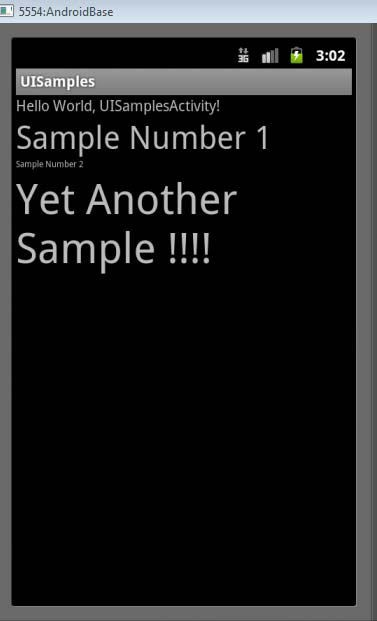 5554:AndroidBase
3G 3:02
UISamples
Hello World, UISamplesActivity!
Sample Number 1
Sample Number 2
Yet Another
Sample !!!!